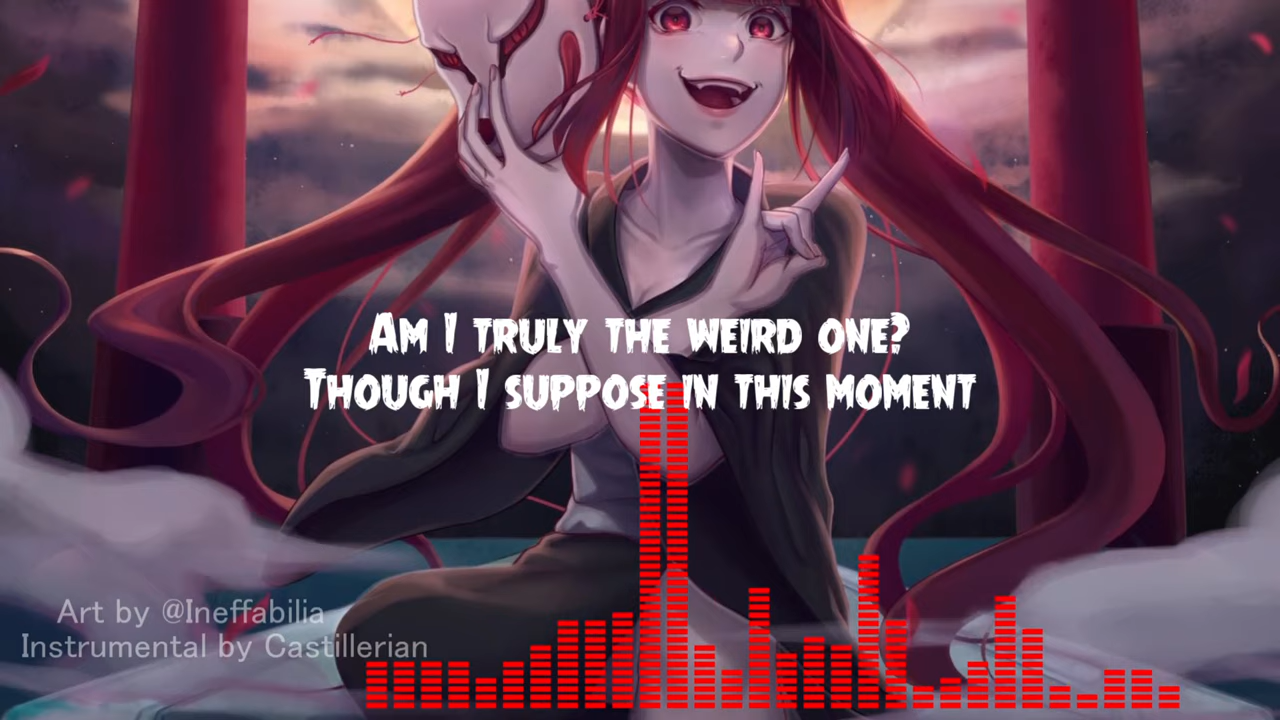 Am I truly the weird one?
Though I suppose in this moment
Art by @Ineffabilia
Instrumental by Castillerian